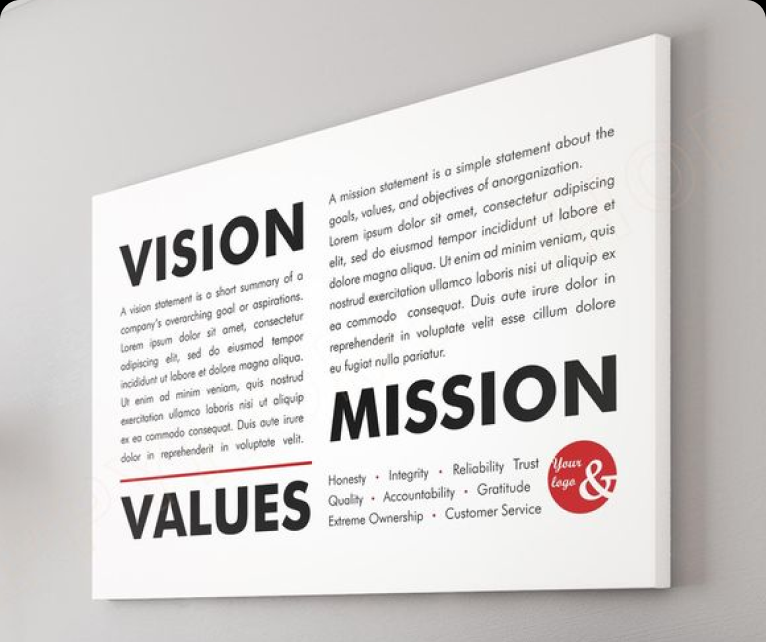 VISION
A vision statement is a short summary of a
company's overarching goal or aspirations.
Lorem ipsum dolor sit amet, consectetur
adipiscing elit, sed do eiusmod tempor
incididunt ut labore et dolore magna aliqua.
Ut enim ad minim veniam, quis nostrud
exercitation ullamco laboris nisi ut aliquip
ex ea commodo consequat. Duis aute irure
dolor in reprehenderit in voluptate velit.
VALUES
A mission statement is a simple statement about the
goals, values, and objectives of anorganization.
Lorem ipsum dolor sit amet, consectetur adipiscing
elit, sed do eiusmod tempor incididunt ut labore et
dolore magna aliqua. Ut enim ad minim veniam, quis
nostrud exercitation ullamco laboris nisi ut aliquip ex
ea commodo consequat. Duis aute irure dolor in
reprehenderit in voluptate velit esse cillum dolore
eu fugiat nulla pariatur.
MISSION
Honesty • Integrity • Reliability Trust
Quality • Accountability • Gratitude
Extreme Ownership • Customer Service
Your
logo &